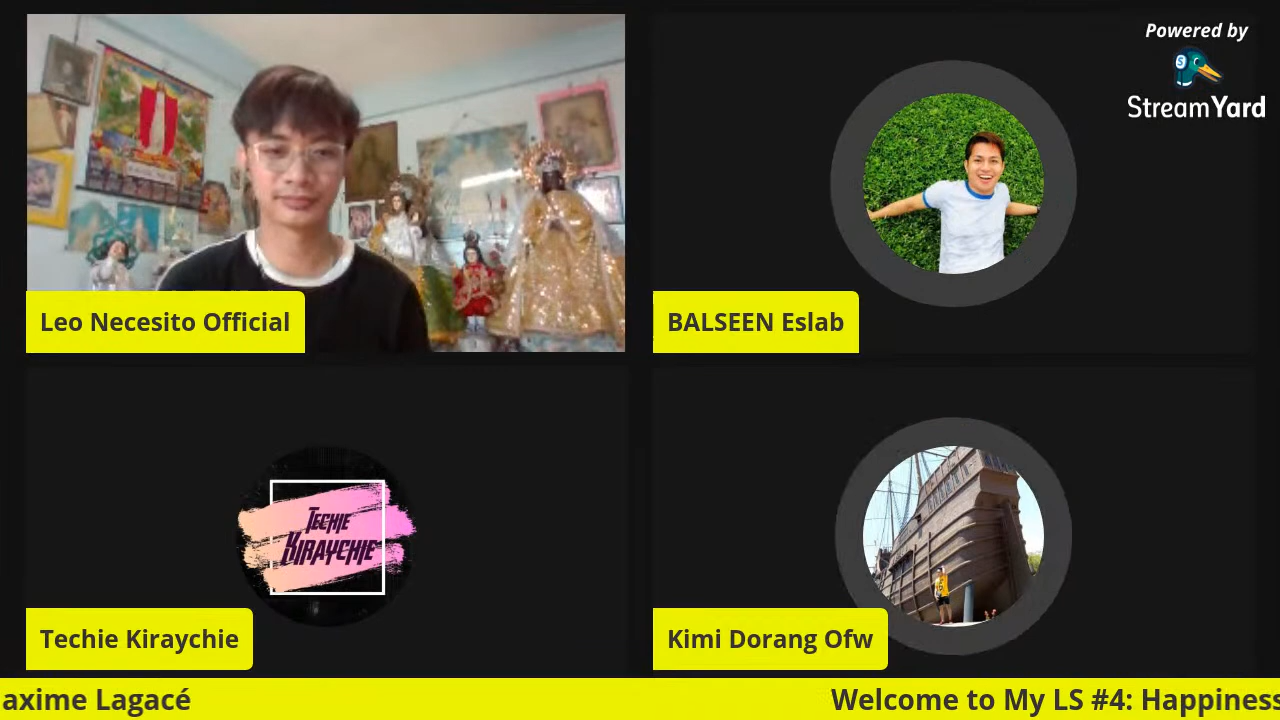 Powered by
StreamYard
Leo Necesito Official
BALSEEN Eslab
TECHIE
KIRAYCHIE
Techie Kiraychie
Kimi Dorang Ofw
axime Lagacé
Welcome to My LS #4: Happiness